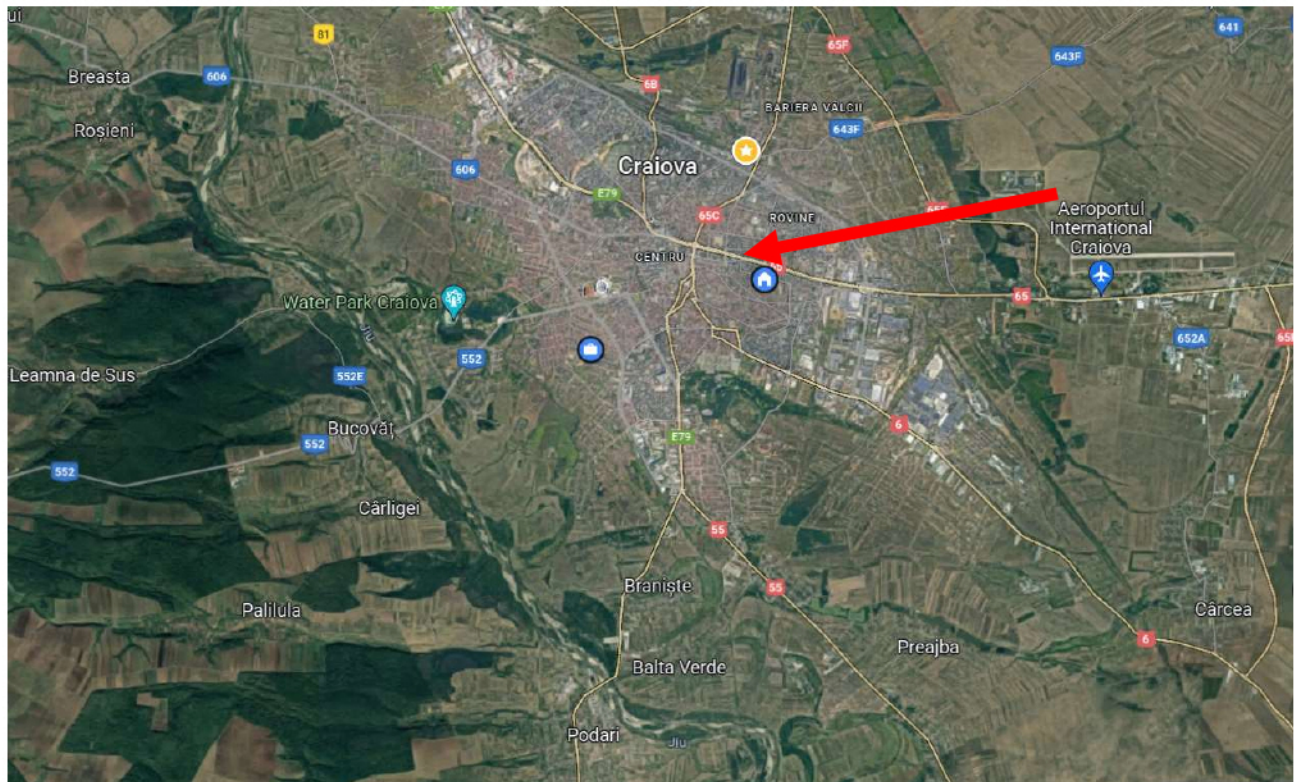 ui
81
641
65F
643F
Breasta
606
6B
BARIERA VALCII
643F
Roșieni
Craiova
606
E79
65C
ROVINE
Aeroportul
Internațional
Craiova
CENTRU
Water Park Craiova
65
Jiu
552
652A
Leamna de Sus
552E
Bucovăț
552
6
E79
552
Cârligei
55
Braniște
55
Palilula
Cârcea
6
Preajba
Balta Verde
Podari
Jiu